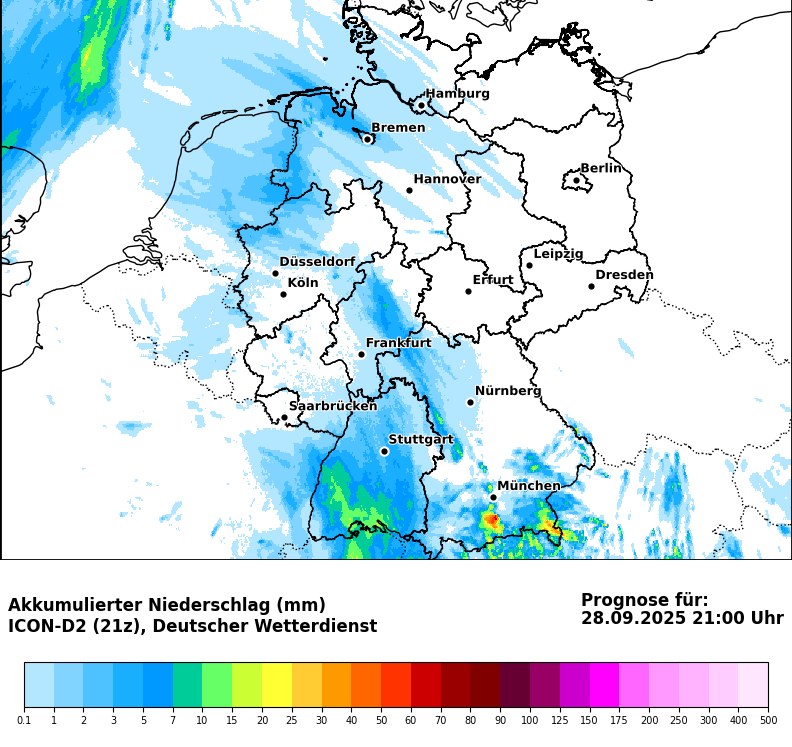 Hamburg
Bremen
Berlin
Hannover
Leipzig
Düsseldorf
Dresden
Köln
Erfurt
Frankfurt
Nürnberg
Saarbrücken
Stuttgart
München
Akkumulierter Niederschlag (mm)
ICON-D2 (21z), Deutscher Wetterdienst
Prognose für:
28.09.2025 21:00 Uhr
0.1 1 2 3 5 7 10 15 20 25 30 40 50 60 70 80 90 100 125 150 175 200 250 300 400 500